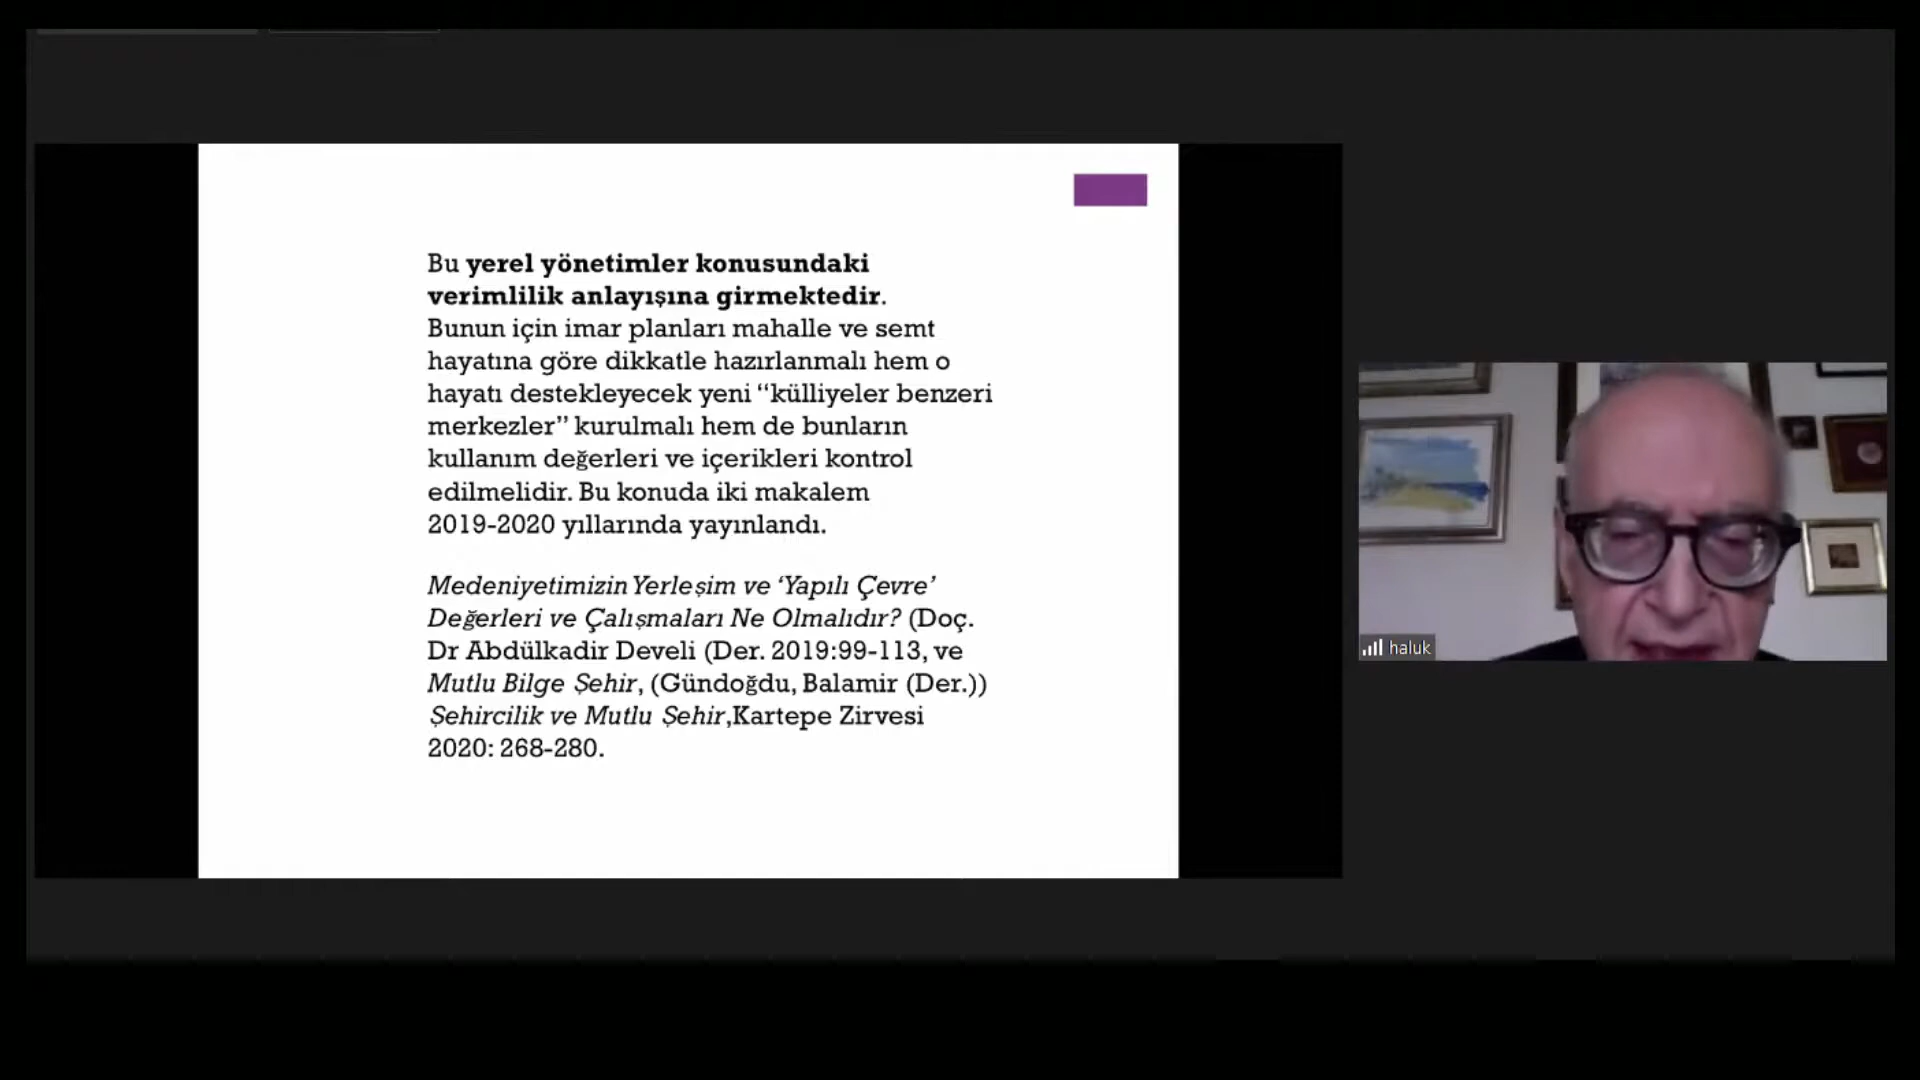 Bu yerel yönetimler konusundaki
verimlilik anlayışına girmektedir.
Bunun için imar planları mahalle ve semt
hayatına göre dikkatle hazırlanmalı hem o
hayatı destekleyecek yeni “külliyeler benzeri
merkezler” kurulmalı hem de bunların
kullanım değerleri ve içerikleri kontrol
edilmelidir. Bu konuda iki makalem
2019-2020 yıllarında yayınlandı.
Medeniyetimizin Yerleşim ve ‘Yapılı Çevre’
Değerleri ve Çalışmaları Ne Olmalıdır? (Doç.
Dr Abdülkadir Develi (Der. 2019:99-113, ve
Mutlu Bilge Şehir, (Gündoğdu, Balamir (Der.))
Şehircilik ve Mutlu Şehir,Kartepe Zirvesi
2020: 268-280.
haluk